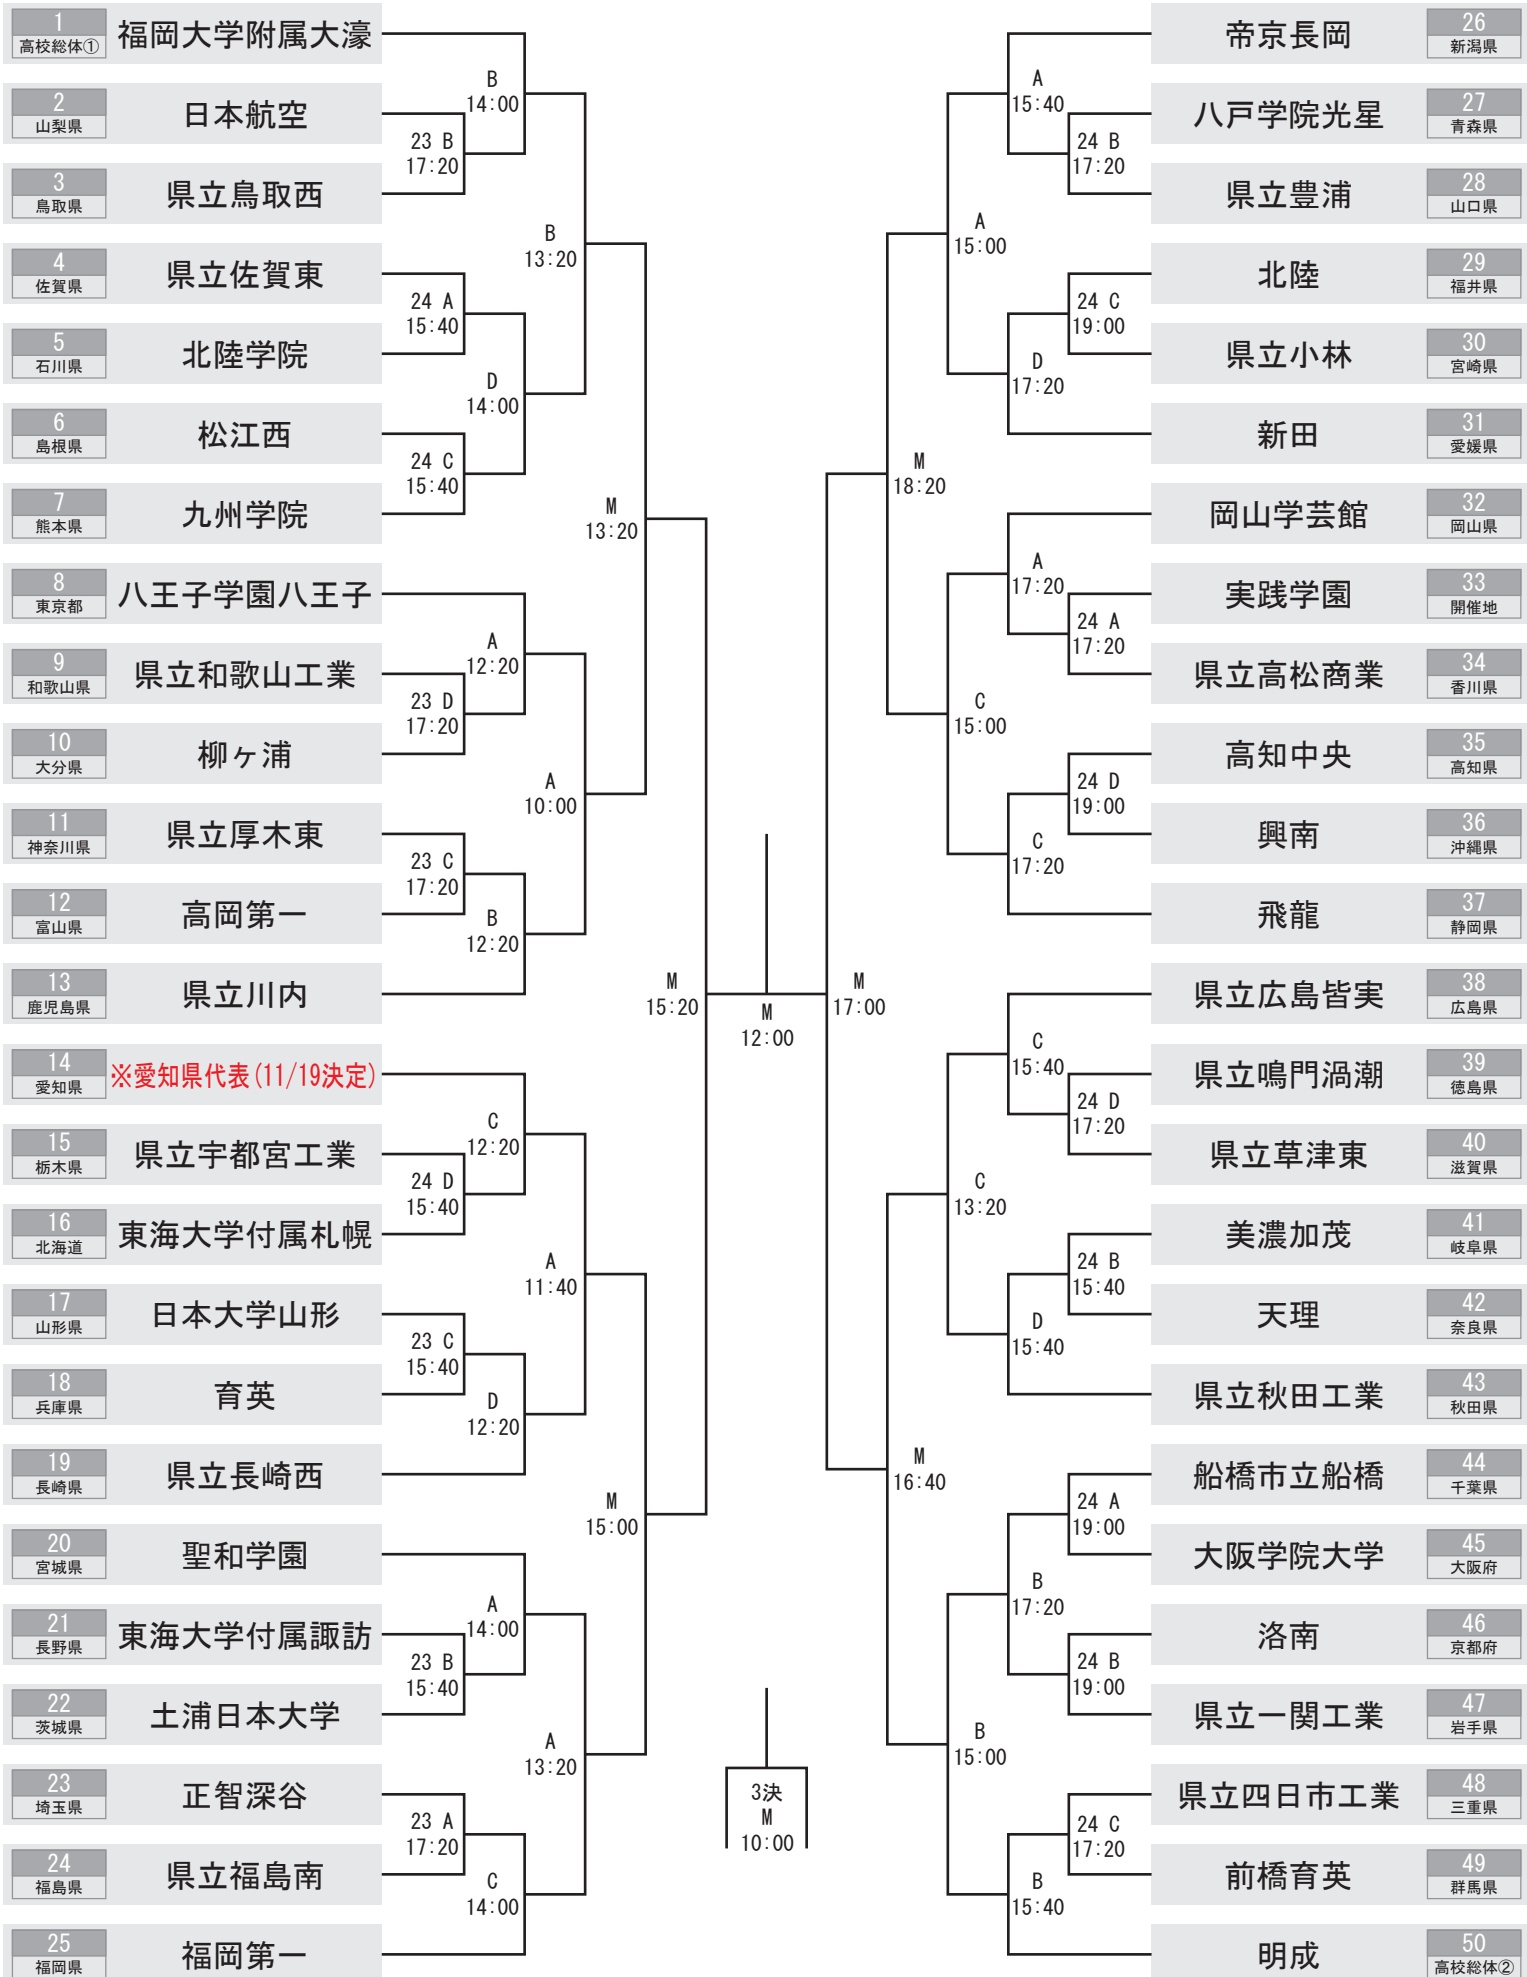 1
高校総体①
福岡大学附属大濠
2
山梨県
日本航空
3
鳥取県
県立鳥取西
4
佐賀県
県立佐賀東
5
石川県
北陸学院
6
島根県
松江西
7
熊本県
九州学院
8
東京都
八王子学園八王子
9
和歌山県
県立和歌山工業
10
大分県
柳ヶ浦
11
神奈川県
県立厚木東
12
富山県
高岡第一
13
鹿児島県
県立川内
14
愛知県
※愛知県代表(11/19決定)
15
栃木県
県立宇都宮工業
16
北海道
東海大学付属札幌
17
山形県
日本大学山形
18
兵庫県
育英
19
長崎県
県立長崎西
20
宮城県
聖和学園
21
長野県
東海大学付属諏訪
22
茨城県
土浦日本大学
23
埼玉県
正智深谷
24
福島県
県立福島南
25
福岡県
福岡第一
23 B
17:20
24 A
15:40
24 C
15:40
23 D
17:20
23 C
17:20
24 D
15:40
23 C
15:40
23 B
15:40
23 A
17:20
B
14:00
D
14:00
A
12:20
B
12:20
C
12:20
D
12:20
A
14:00
C
14:00
B
13:20
A
10:00
A
11:40
A
13:20
M
13:20
M
15:00
M
15:20
M
12:00
3決
M
10:00
M
17:00
M
18:20
M
16:40
A
15:00
C
15:00
C
13:20
B
15:00
A
15:40
D
17:20
A
17:20
C
17:20
C
15:40
D
15:40
B
17:20
B
15:40
24 B
17:20
24 C
19:00
24 A
17:20
24 D
19:00
24 D
17:20
24 B
15:40
24 A
19:00
24 B
19:00
24 C
17:20
帝京長岡
26
新潟県
八戸学院光星
27
青森県
県立豊浦
28
山口県
北陸
29
福井県
県立小林
30
宮崎県
新田
31
愛媛県
岡山学芸館
32
岡山県
実践学園
33
開催地
県立高松商業
34
香川県
高知中央
35
高知県
興南
36
沖縄県
飛龍
37
静岡県
県立広島皆実
38
広島県
県立鳴門渦潮
39
徳島県
県立草津東
40
滋賀県
美濃加茂
41
岐阜県
天理
42
奈良県
県立秋田工業
43
秋田県
船橋市立船橋
44
千葉県
大阪学院大学
45
大阪府
洛南
46
京都府
県立一関工業
47
岩手県
県立四日市工業
48
三重県
前橋育英
49
群馬県
明成
50
高校総体②